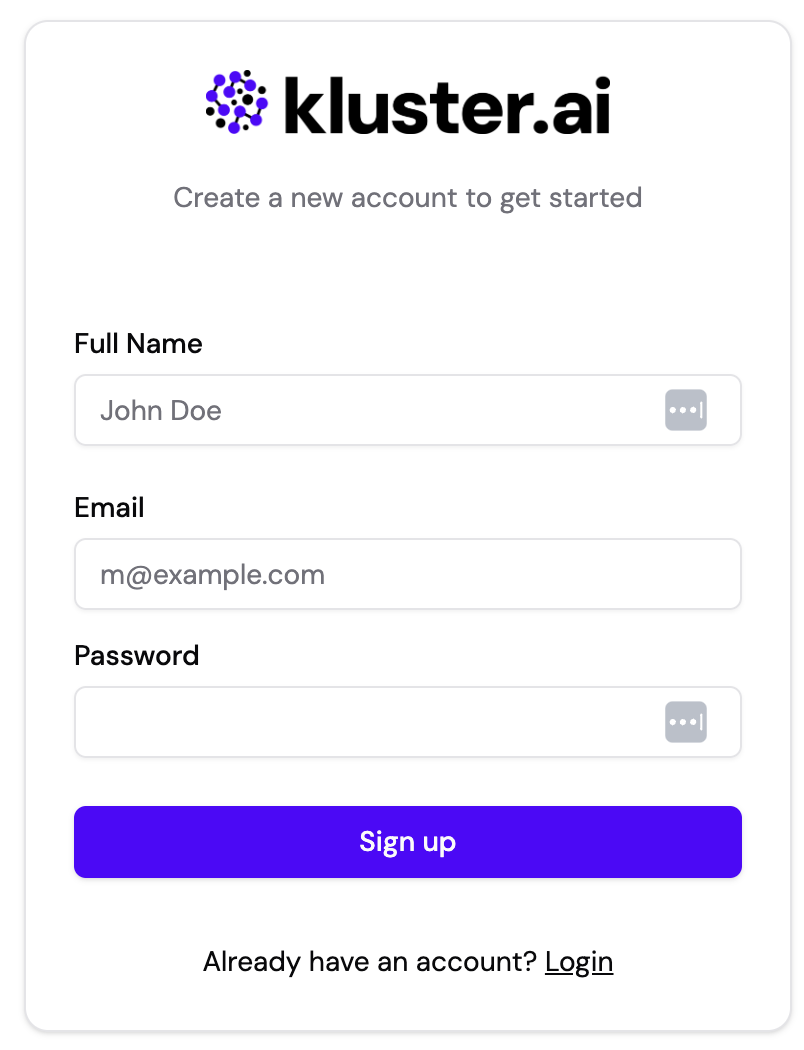 kluster.ai
Create a new account to get started
Full Name
John Doe
Email
m@example.com
Password
Sign up
Already have an account? Login